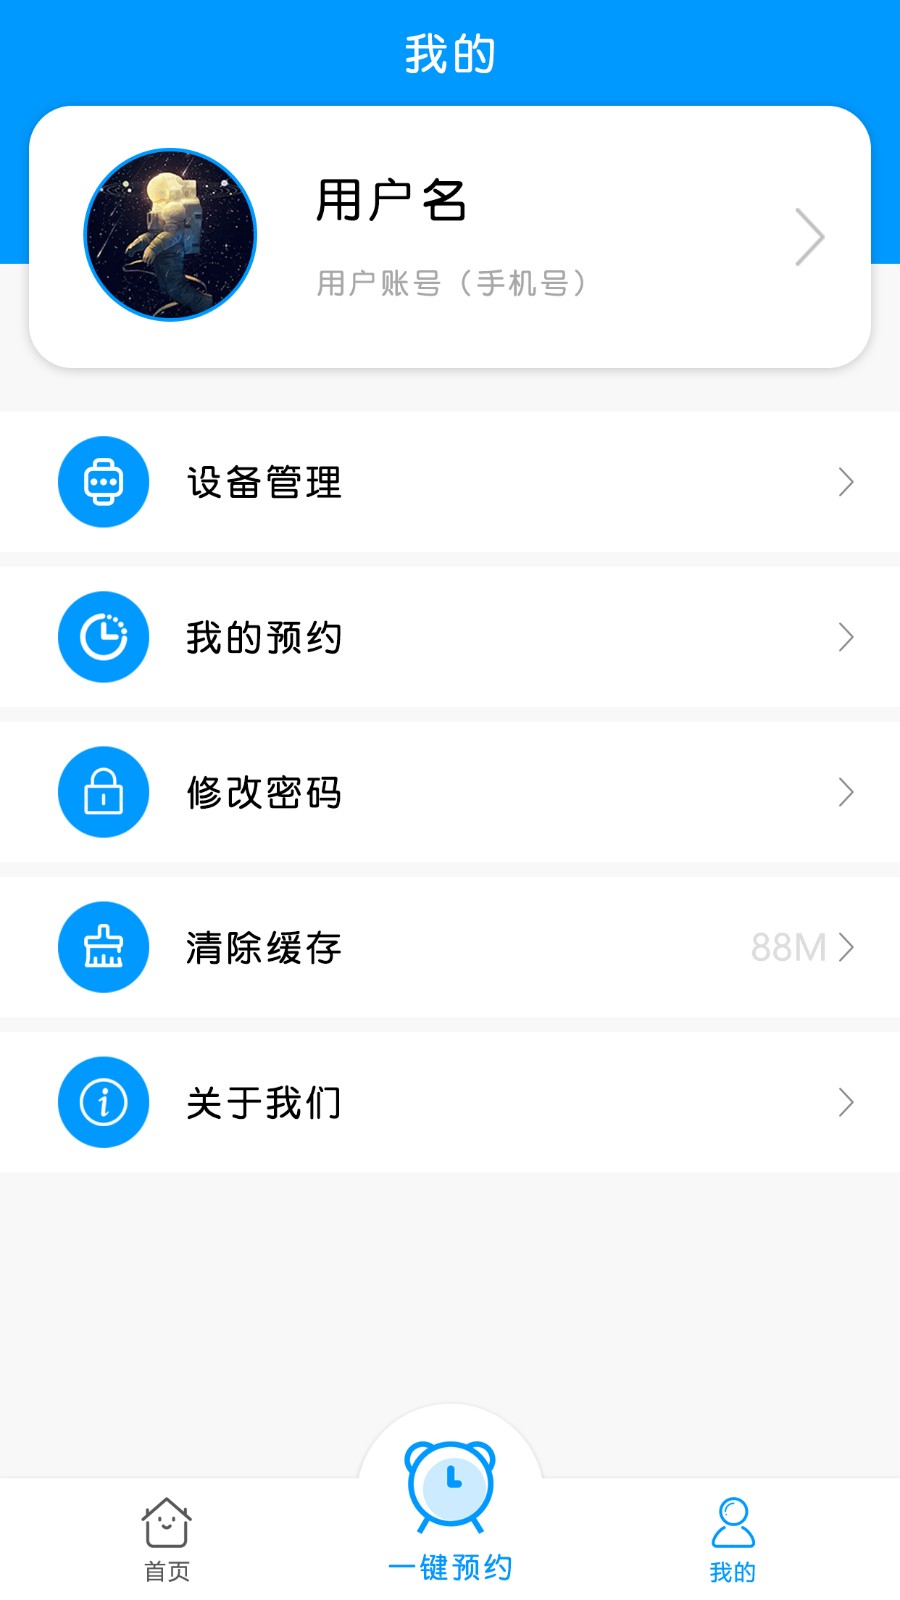 我的
用户名
用户账号（手机号）
设备管理
我的预约
修改密码
清除缓存 88M
关于我们
首页 一键预约 我的